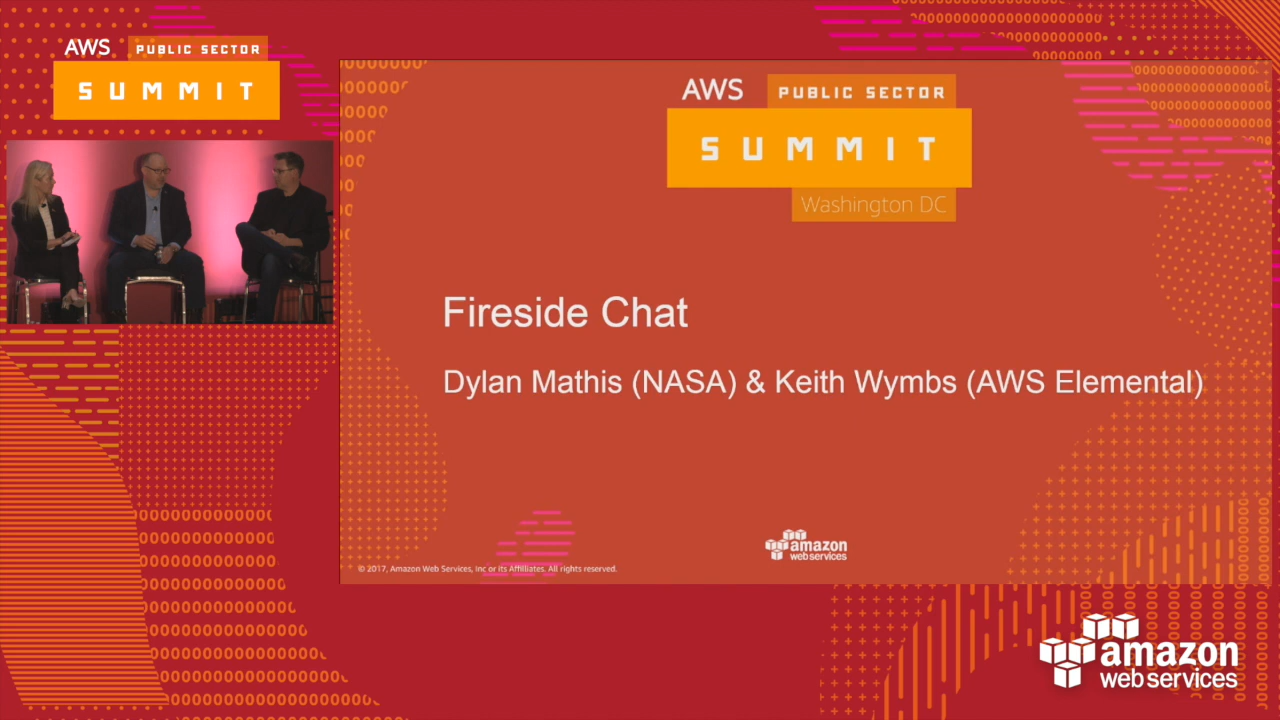 AWS PUBLIC SECTOR
SUMMIT
AWS PUBLIC SECTOR
SUMMIT
Washington DC
Fireside Chat
Dylan Mathis (NASA) & Keith Wymbs (AWS Elemental)
amazon
web services
© 2017, Amazon Web Services, Inc or its Affiliates. All rights reserved.
amazon
web services